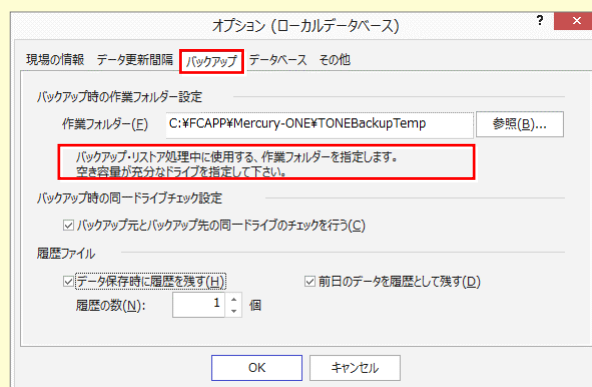 オプション (ローカルデータベース)
? ×
現場の情報 データ更新間隔 バックアップ データベース その他
バックアップ時の作業フォルダー設定
作業フォルダー(F) C:¥FCAPP¥Mercury-ONE¥TONEBackupTemp 参照(B)...
バックアップ・リストア処理中に使用する、作業フォルダーを指定します。
空き容量が充分なドライブを指定して下さい。
バックアップ時の同一ドライブチェック設定
バックアップ元とバックアップ先の同一ドライブのチェックを行う(C)
履歴ファイル
データ保存時に履歴を残す(H) 前日のデータを履歴として残す(D)
履歴の数(N): 1 個
OK キャンセル